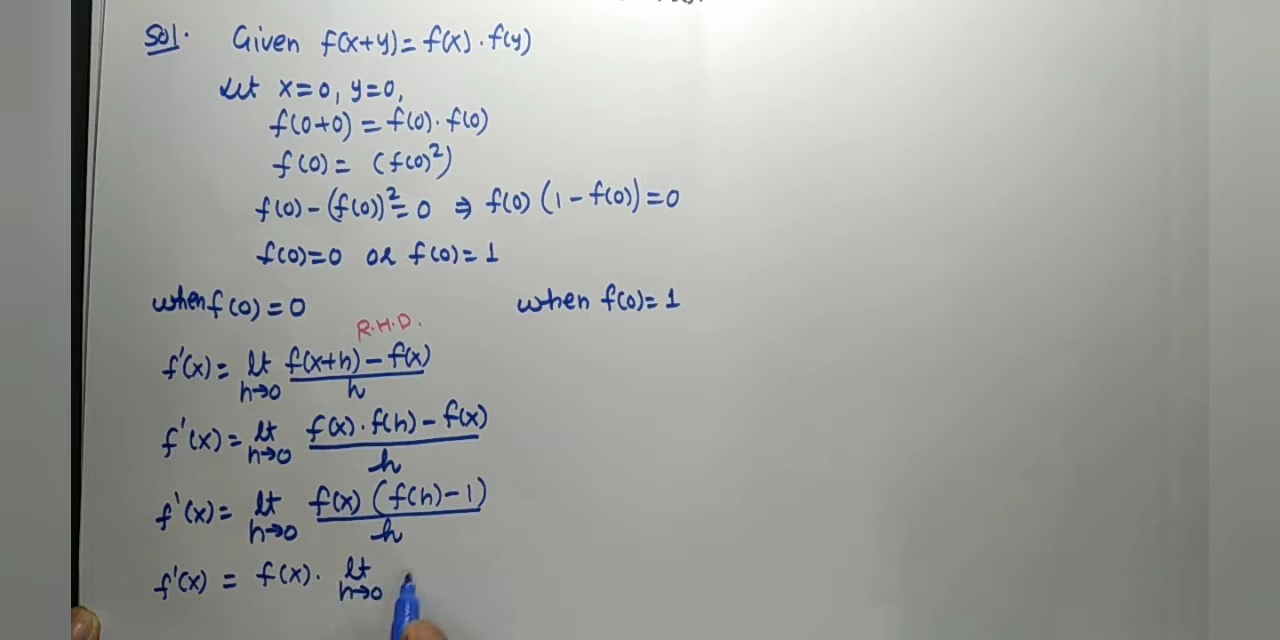 Sol. Given f(x+y)= f(x).f(y)
Let x=0, y=0,
f(0+0) = f(0). f(0)
f(0) = (f(0)²)
f(0) - (f(0))² = 0 ⇒ f(0) (1 - f(0)) = 0
f(0)=0 or f(0)= 1
when f(0) = 0
when f(0)= 1
R.H.D.
f'(x) = lt h→0 f(x+h) - f(x) / h
f'(x) = lt h→0 f(x). f(h) - f(x) / h
f'(x) = lt h→0 f(x) (f(h) - 1) / h
f'(x) = f(x). lt h→0